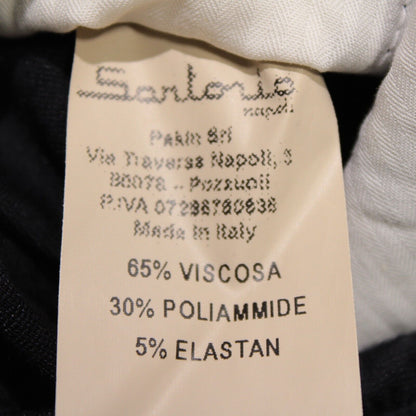 Sartoria
napoli
Pekin Srl
Via Traversa Napoli, 3
80078 - Pozzuoli
P.IVA
Made in Italy
65% VISCOSA
30% POLIAMMIDE
5% ELASTAN